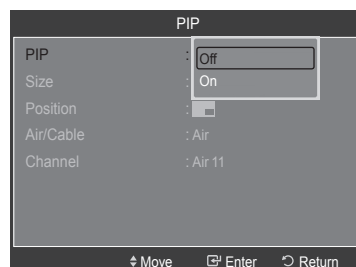 PIP
PIP : Off
Size : On
Position :
Air/Cable : Air
Channel : Air 11
Move Enter Return